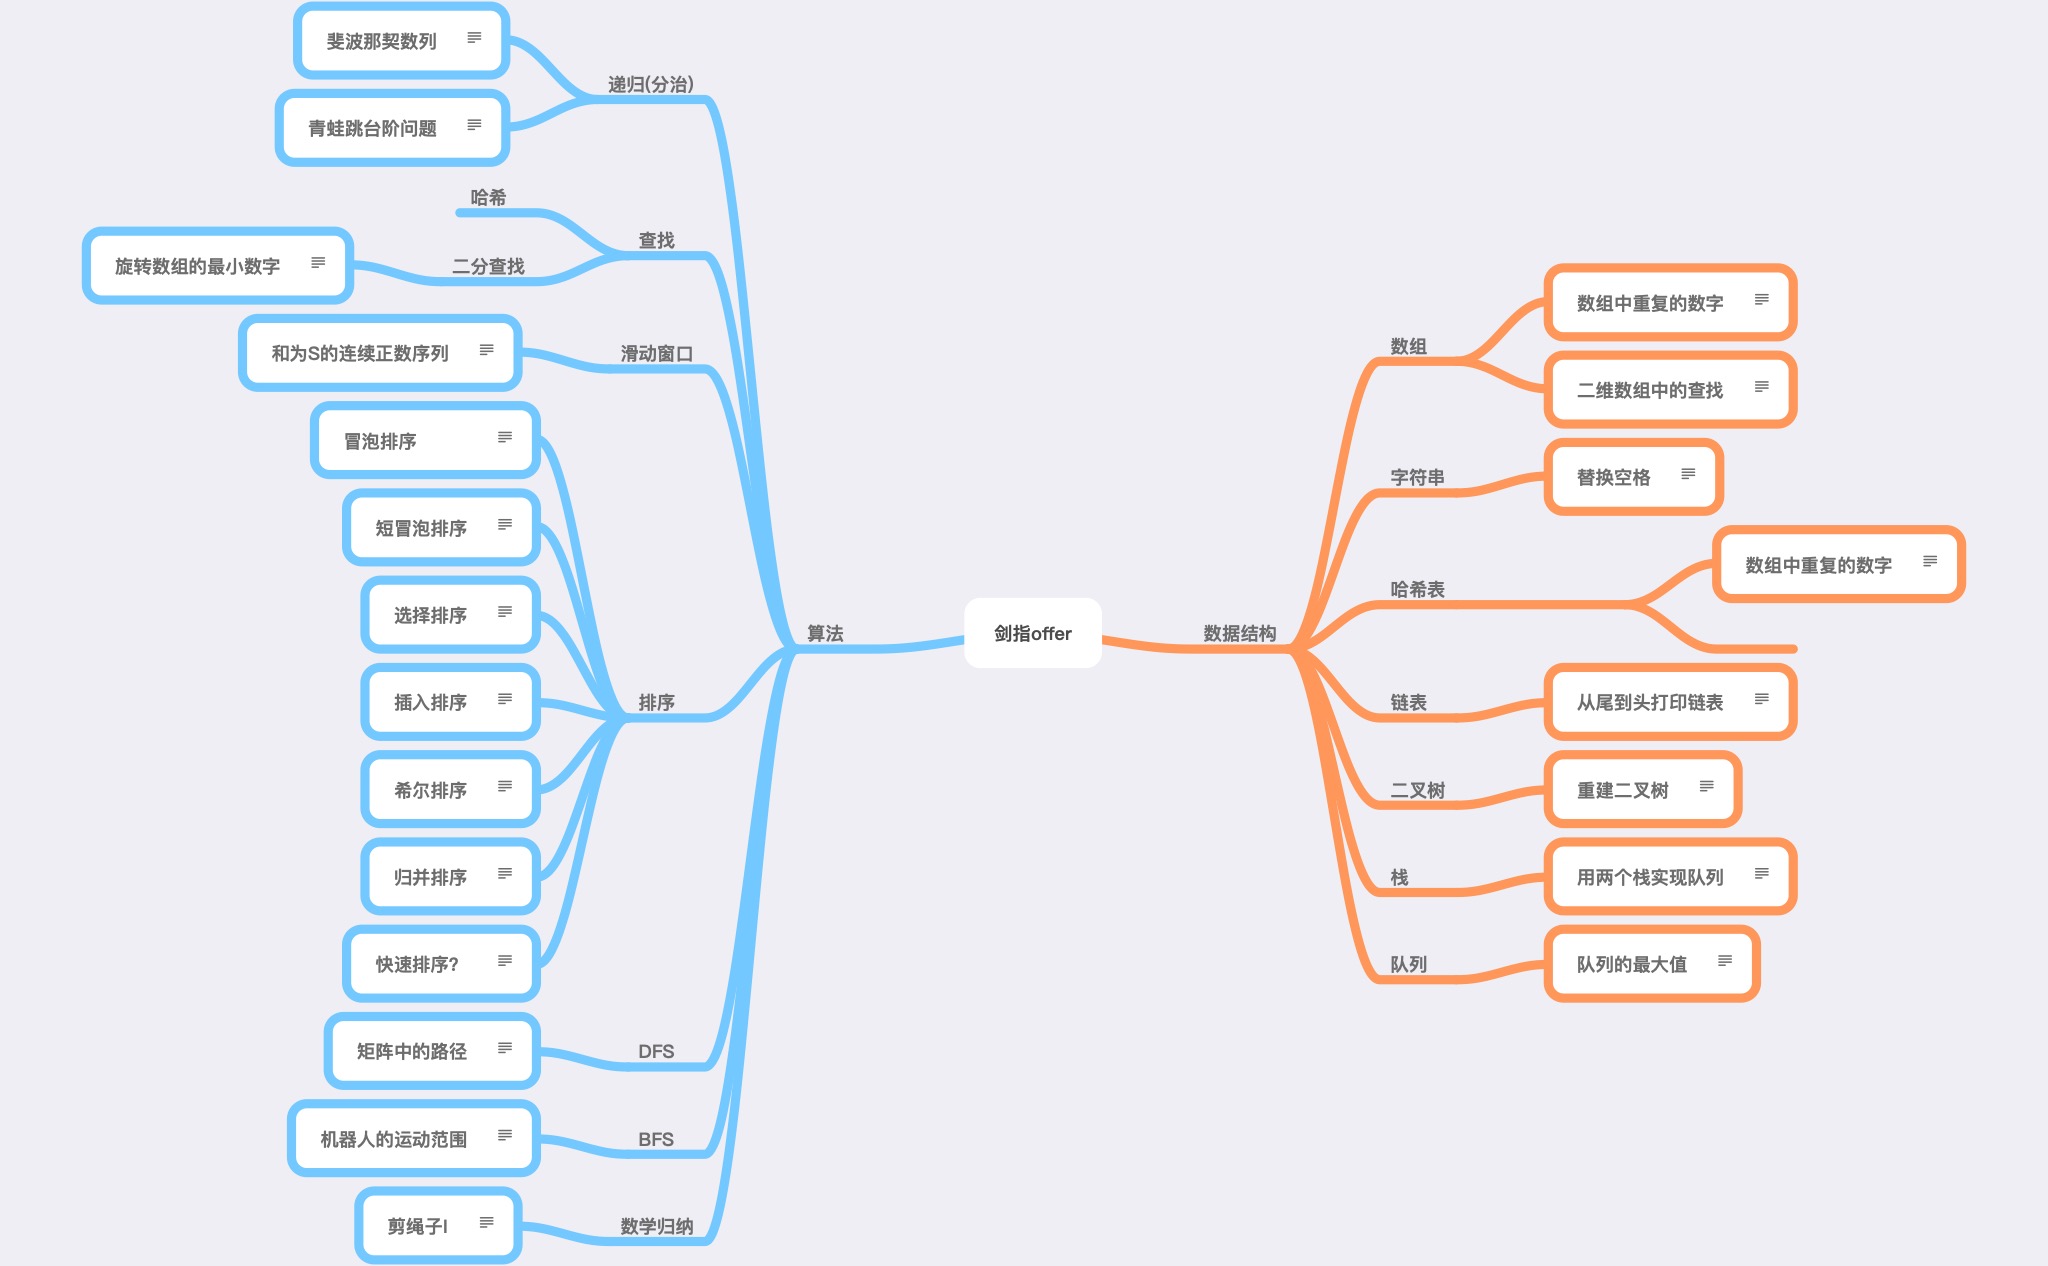 斐波那契数列
递归(分治)
青蛙跳台阶问题
哈希
查找
二分查找
旋转数组的最小数字
和为S的连续正数序列
滑动窗口
冒泡排序
短冒泡排序
选择排序
插入排序
排序
希尔排序
归并排序
快速排序?
矩阵中的路径
DFS
机器人的运动范围
BFS
剪绳子I
数学归纳
算法
剑指offer
数据结构
数组
数组中重复的数字
二维数组中的查找
字符串
替换空格
哈希表
数组中重复的数字
链表
从尾到头打印链表
二叉树
重建二叉树
栈
用两个栈实现队列
队列
队列的最大值